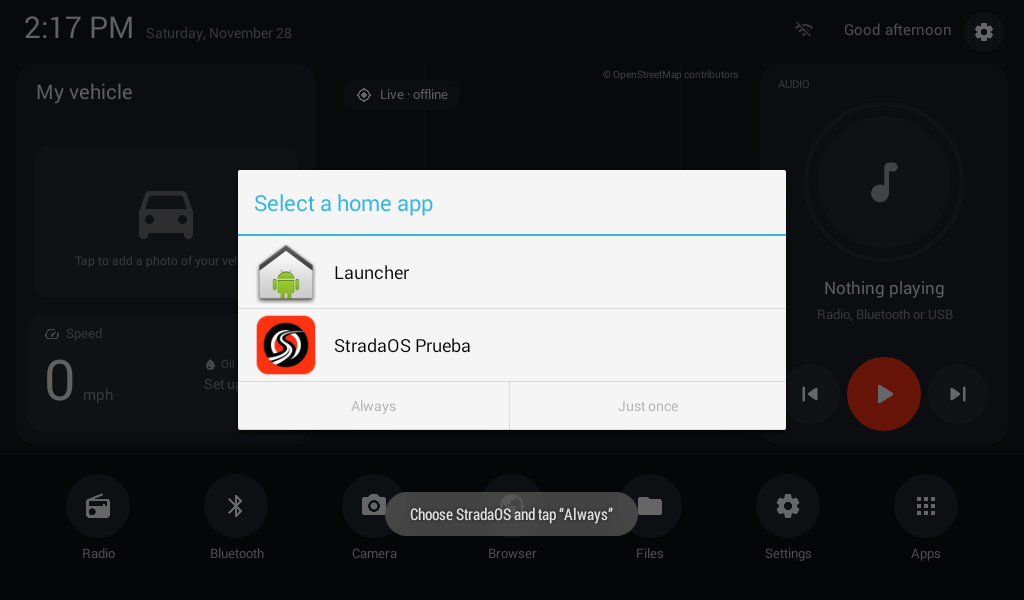 2:17 PM Saturday, November 28
Good afternoon
My vehicle
Live · offline
© OpenStreetMap contributors
AUDIO
Select a home app
Launcher
StradaOS Prueba
Always
Just once
Tap to add a photo of your
Speed
0 mph
Oil
Set
Nothing playing
Radio, Bluetooth or USB
Choose StradaOS and tap “Always”
Radio
Bluetooth
Camera
Browser
Files
Settings
Apps